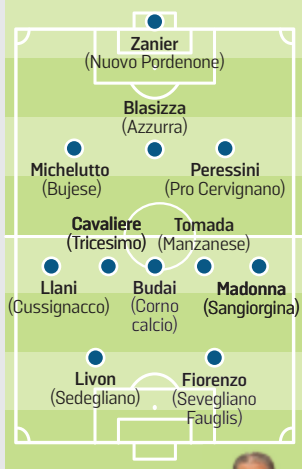 Zanier
(Nuovo Pordenone)
Blasizza
(Azzurra)
Michelutto
(Bujese)
Peressini
(Pro Cervignano)
Cavaliere
(Tricesimo)
Tomada
(Manzanese)
Llani
(Cussignacco)
Budai
(Corno
calcio)
Madonna
(Sangiorgina)
Livon
(Sedegliano)
Fiorenzo
(Sevegliano
Fauglis)